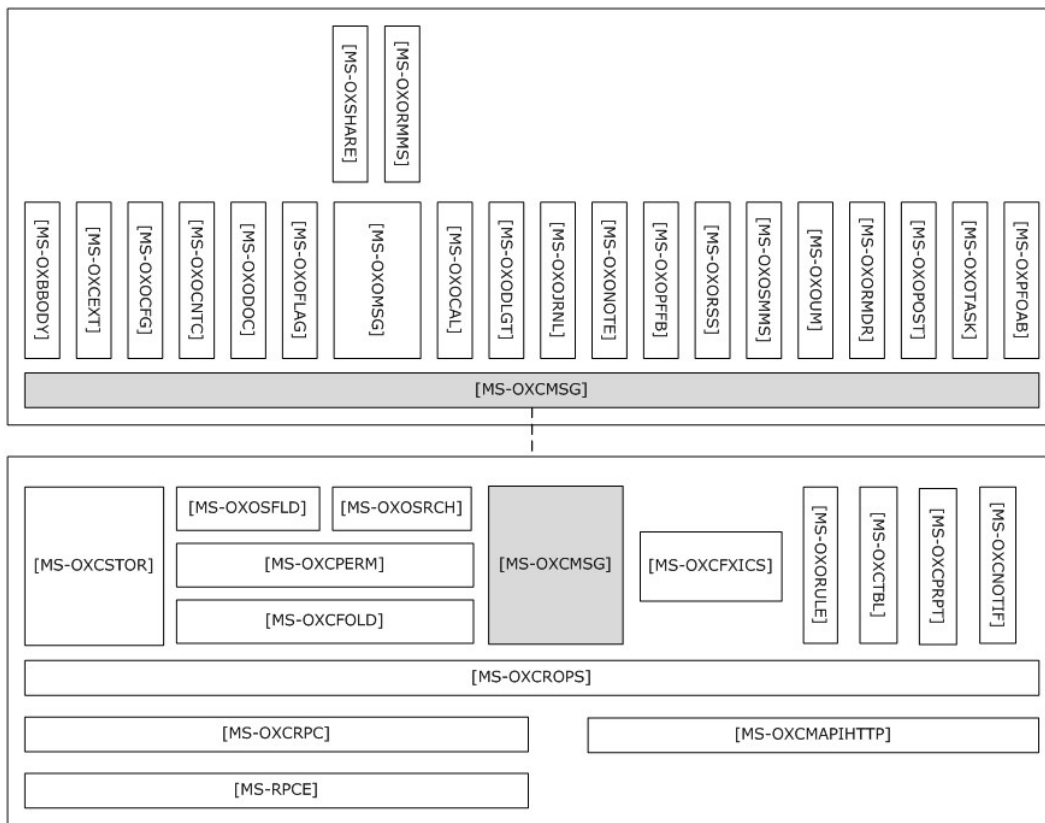 [MS-OXSHARE]
[MS-OXORMMS]
[MS-OXBBODY]
[MS-OXCEXT]
[MS-OXOCFG]
[MS-OXOCNTC]
[MS-OXODOC]
[MS-OXOFLAG]
[MS-OXOMSG]
[MS-OXOCAL]
[MS-OXODLGT]
[MS-OXOJRNL]
[MS-OXONOTE]
[MS-OXOPFFB]
[MS-OXORSS]
[MS-OXOSMMS]
[MS-OXOUM]
[MS-OXORMDR]
[MS-OXOPOST]
[MS-OXOTASK]
[MS-OXPFOAB]
[MS-OXCMSG]
[MS-OXCSTOR]
[MS-OXOSFLD]
[MS-OXOSRCH]
[MS-OXCPERM]
[MS-OXCFOLD]
[MS-OXCMSG]
[MS-OXCFXICS]
[MS-OXORULE]
[MS-OXCTBL]
[MS-OXCPRPT]
[MS-OXCNOTIF]
[MS-OXCROPS]
[MS-OXCRPC]
[MS-OXCMAPIHTTP]
[MS-RPCE]